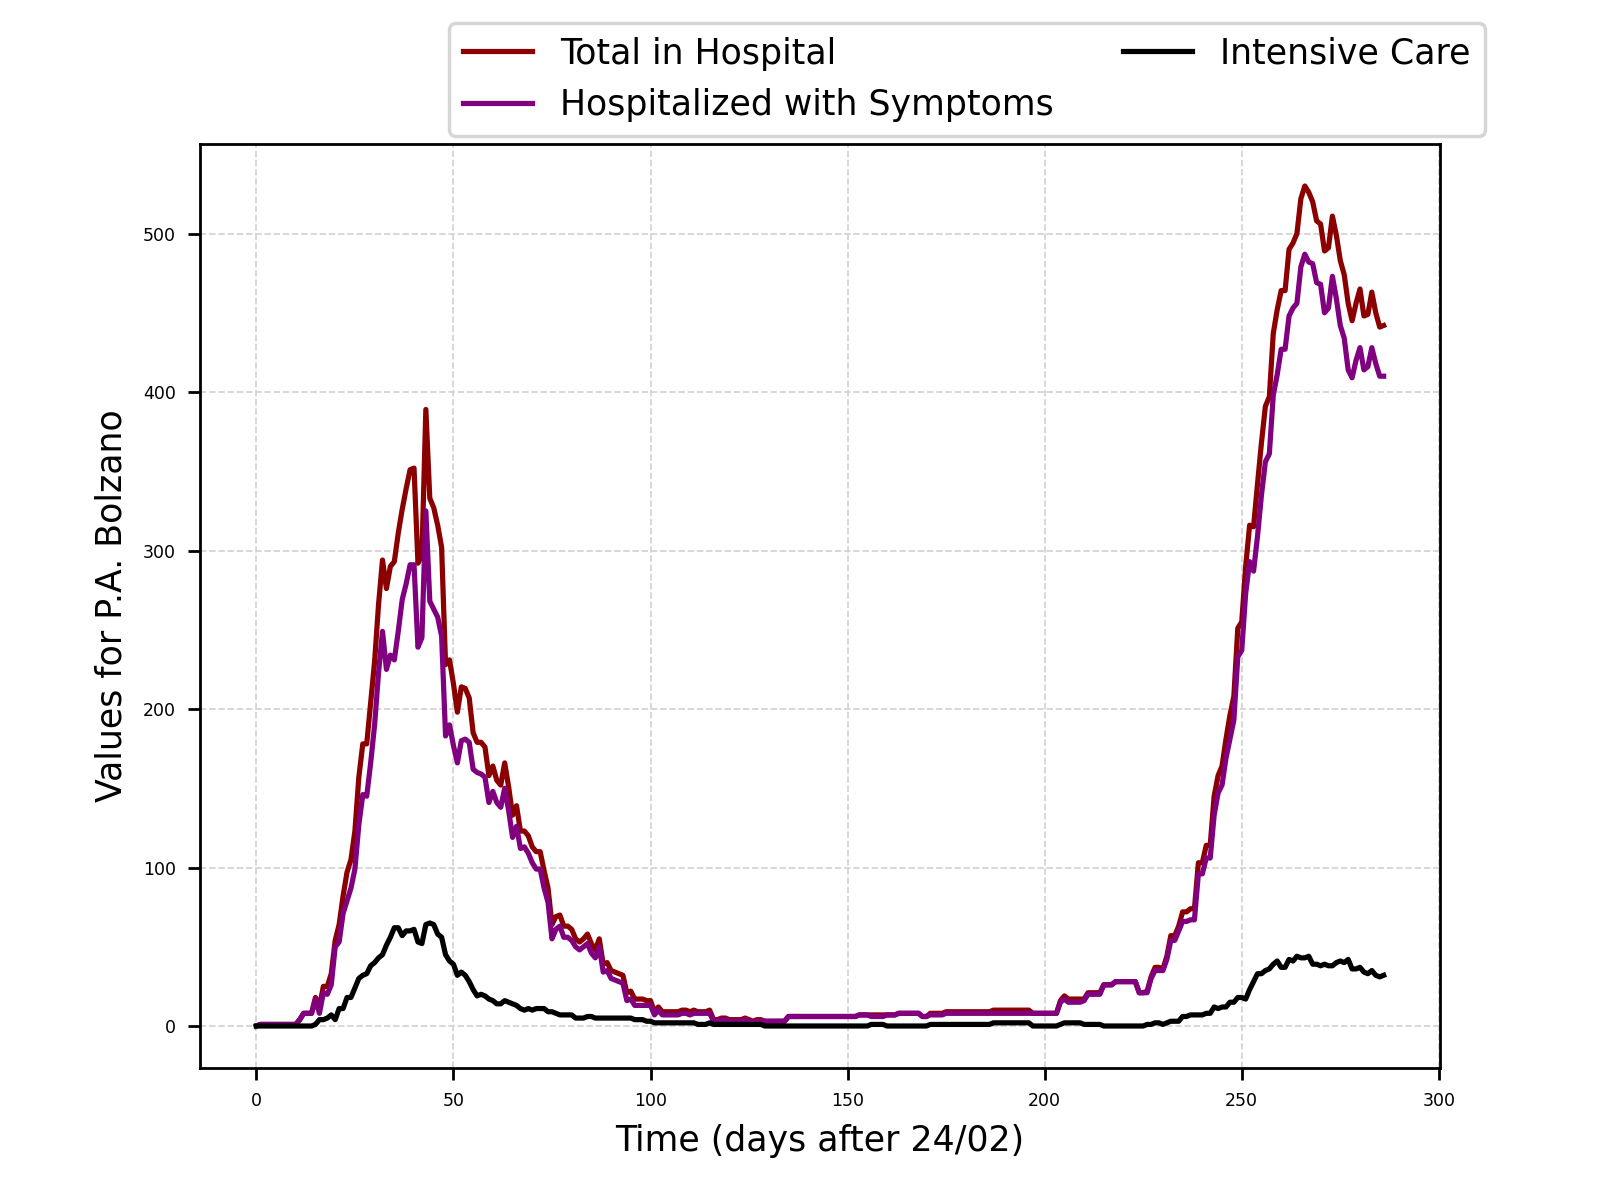 Total in Hospital
Hospitalized with Symptoms
Intensive Care
Values for P.A. Bolzano
500
400
300
200
100
0
0 50 100 150 200 250 300
Time (days after 24/02)